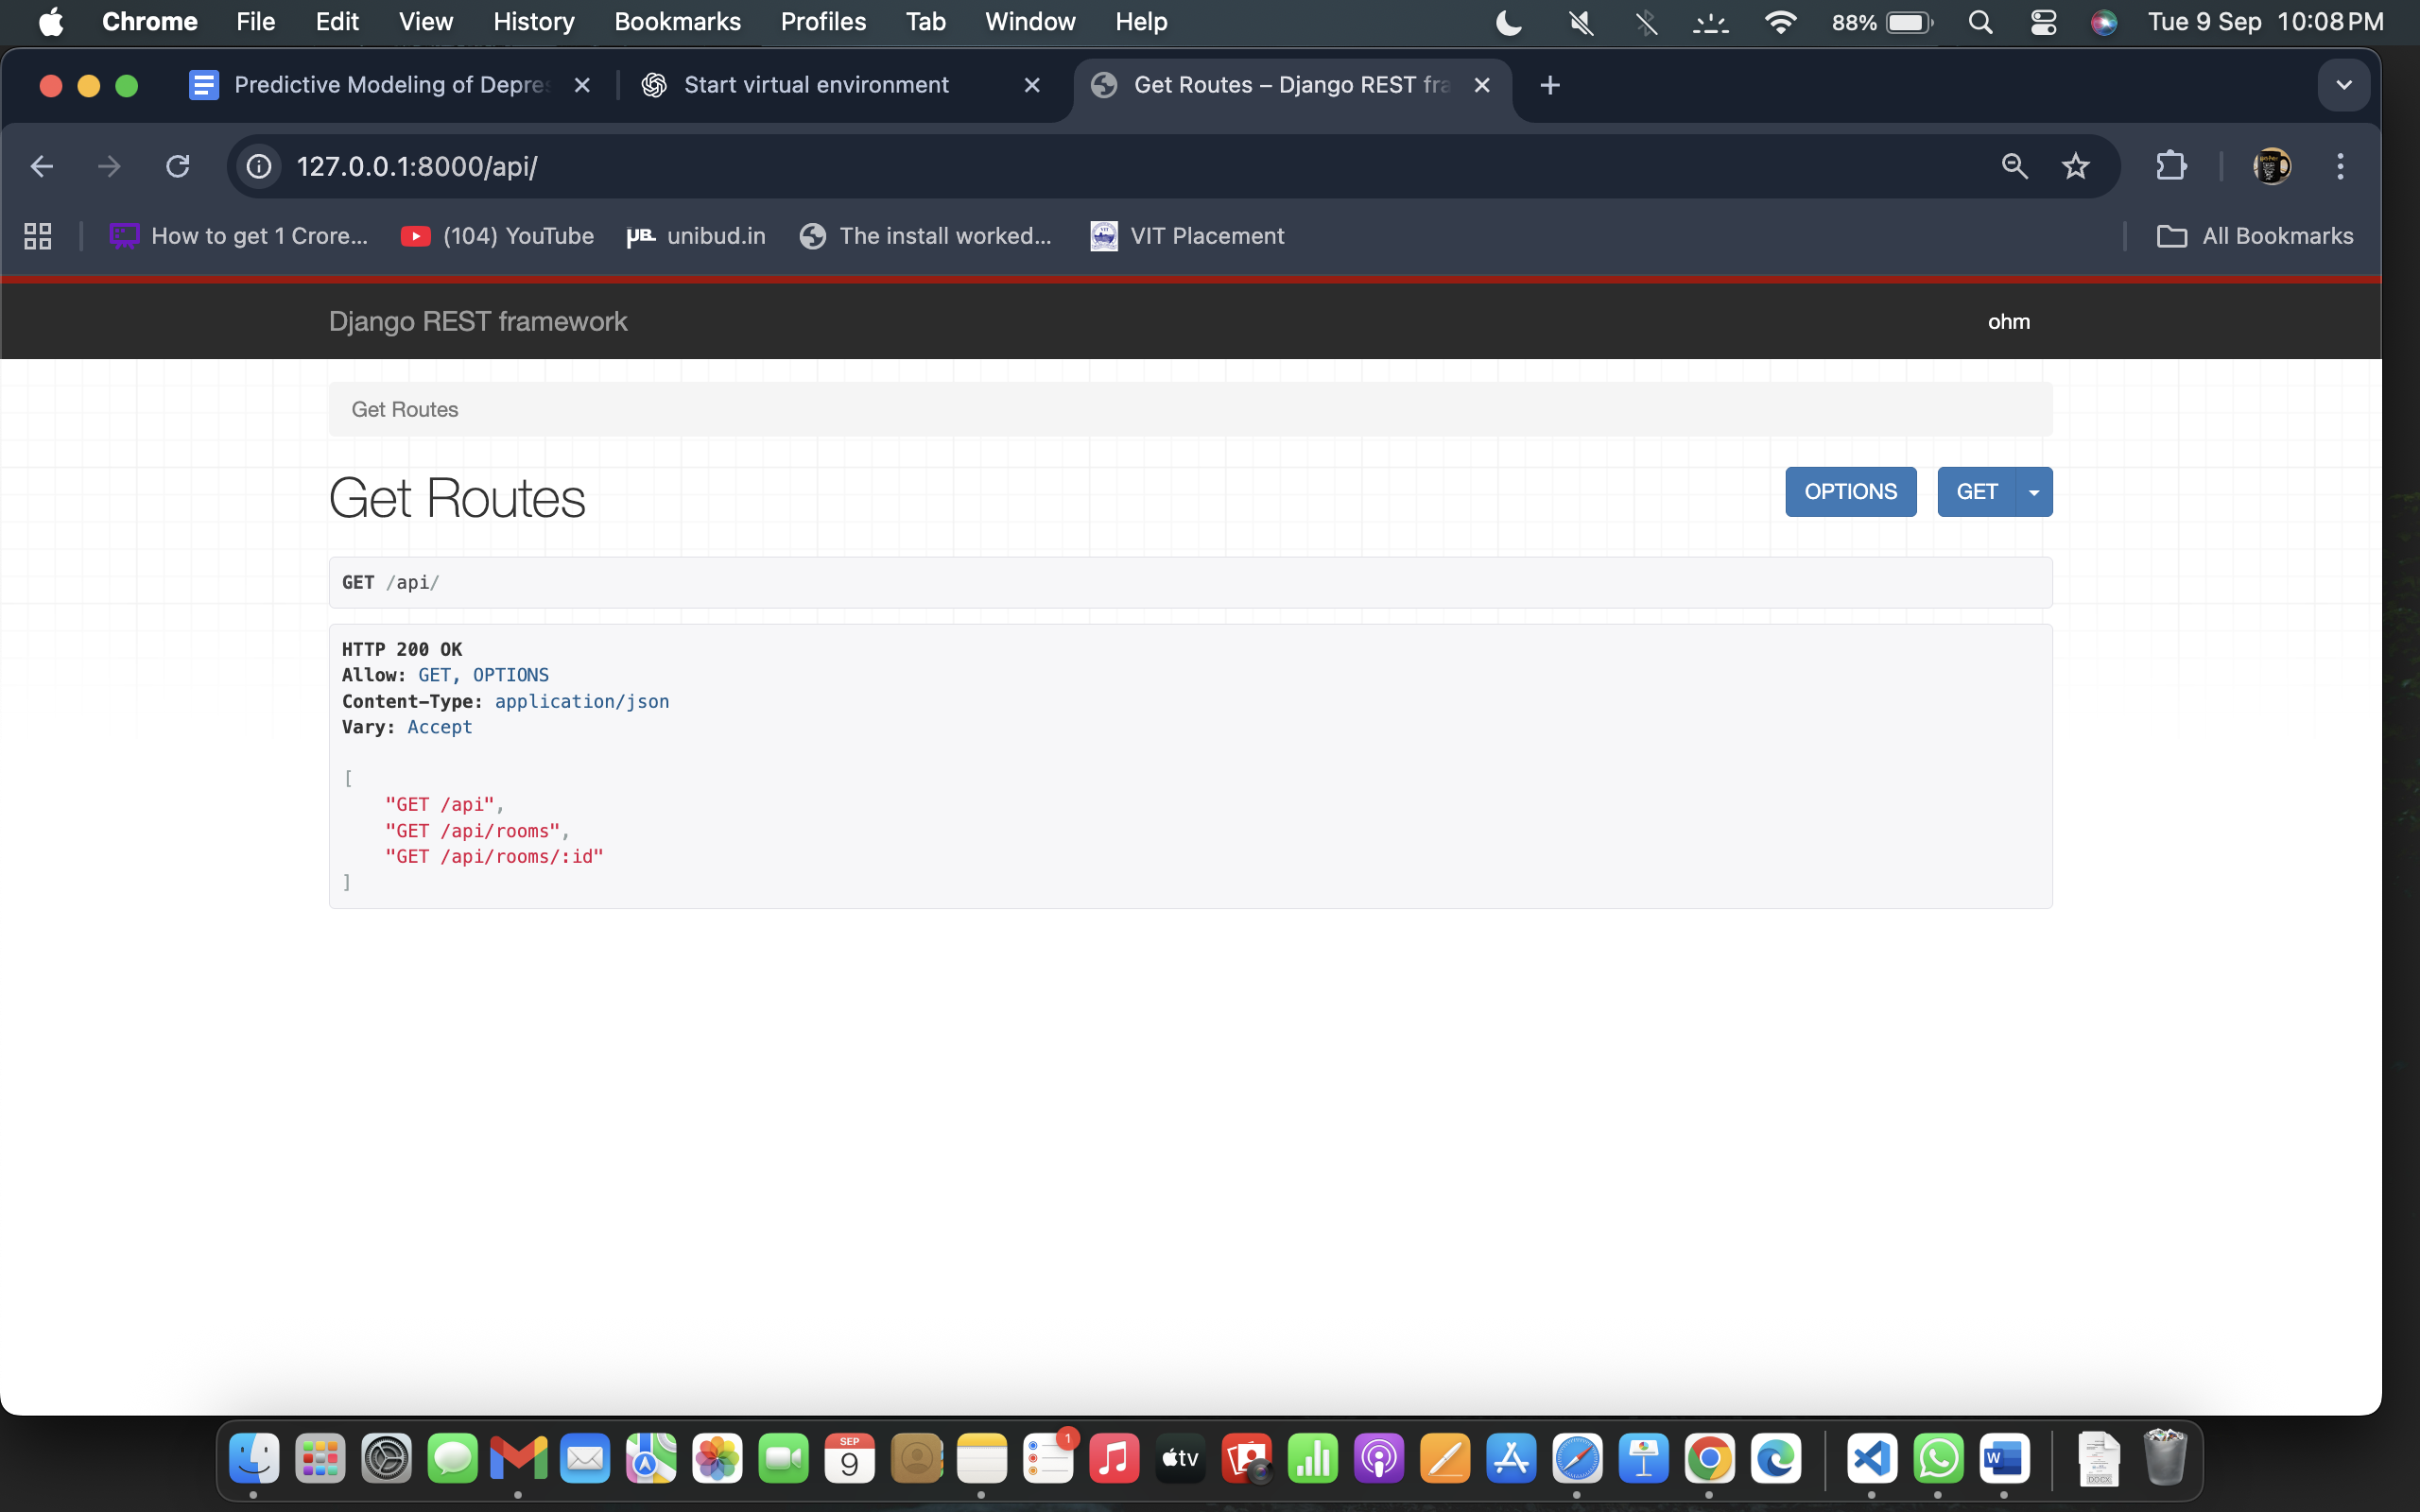 Chrome File Edit View History Bookmarks Profiles Tab Window Help 88% Tue 9 Sep 10:08 PM
Predictive Modeling of Depres Start virtual environment Get Routes – Django REST fra
127.0.0.1:8000/api/
How to get 1 Crore... (104) YouTube μB. unibud.in The install worked... VIT Placement All Bookmarks
Django REST framework ohm
Get Routes
Get Routes OPTIONS GET
GET /api/
HTTP 200 OK
Allow: GET, OPTIONS
Content-Type: application/json
Vary: Accept
[
"GET /api",
"GET /api/rooms",
"GET /api/rooms/:id"
]
SEP 1
9 tv W DOCX